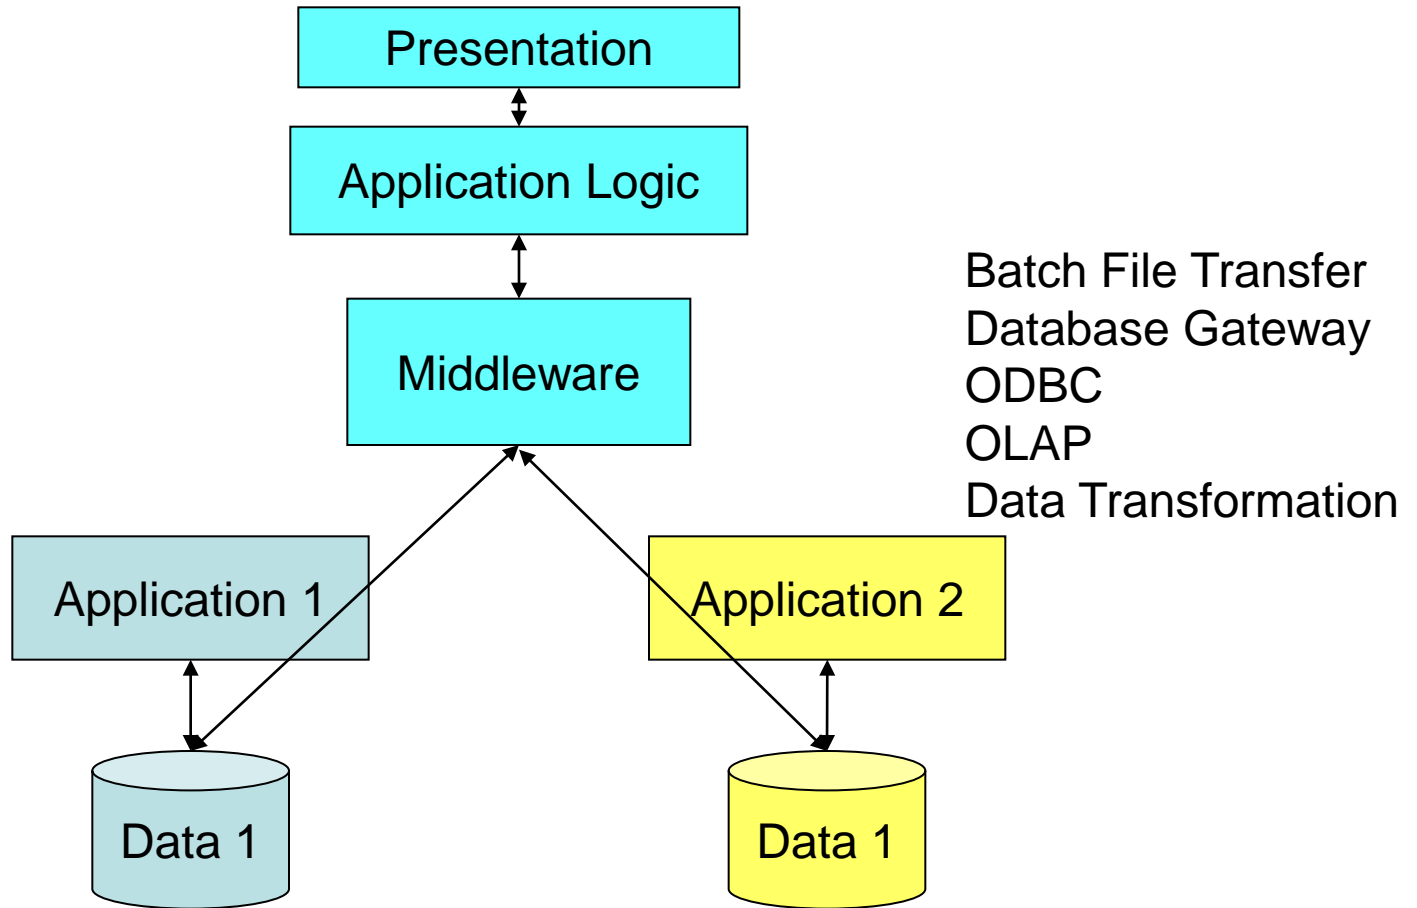 Presentation
Application Logic
Middleware
Batch File Transfer
Database Gateway
ODBC
OLAP
Data Transformation
Application 1
Application 2
Data 1
Data 1